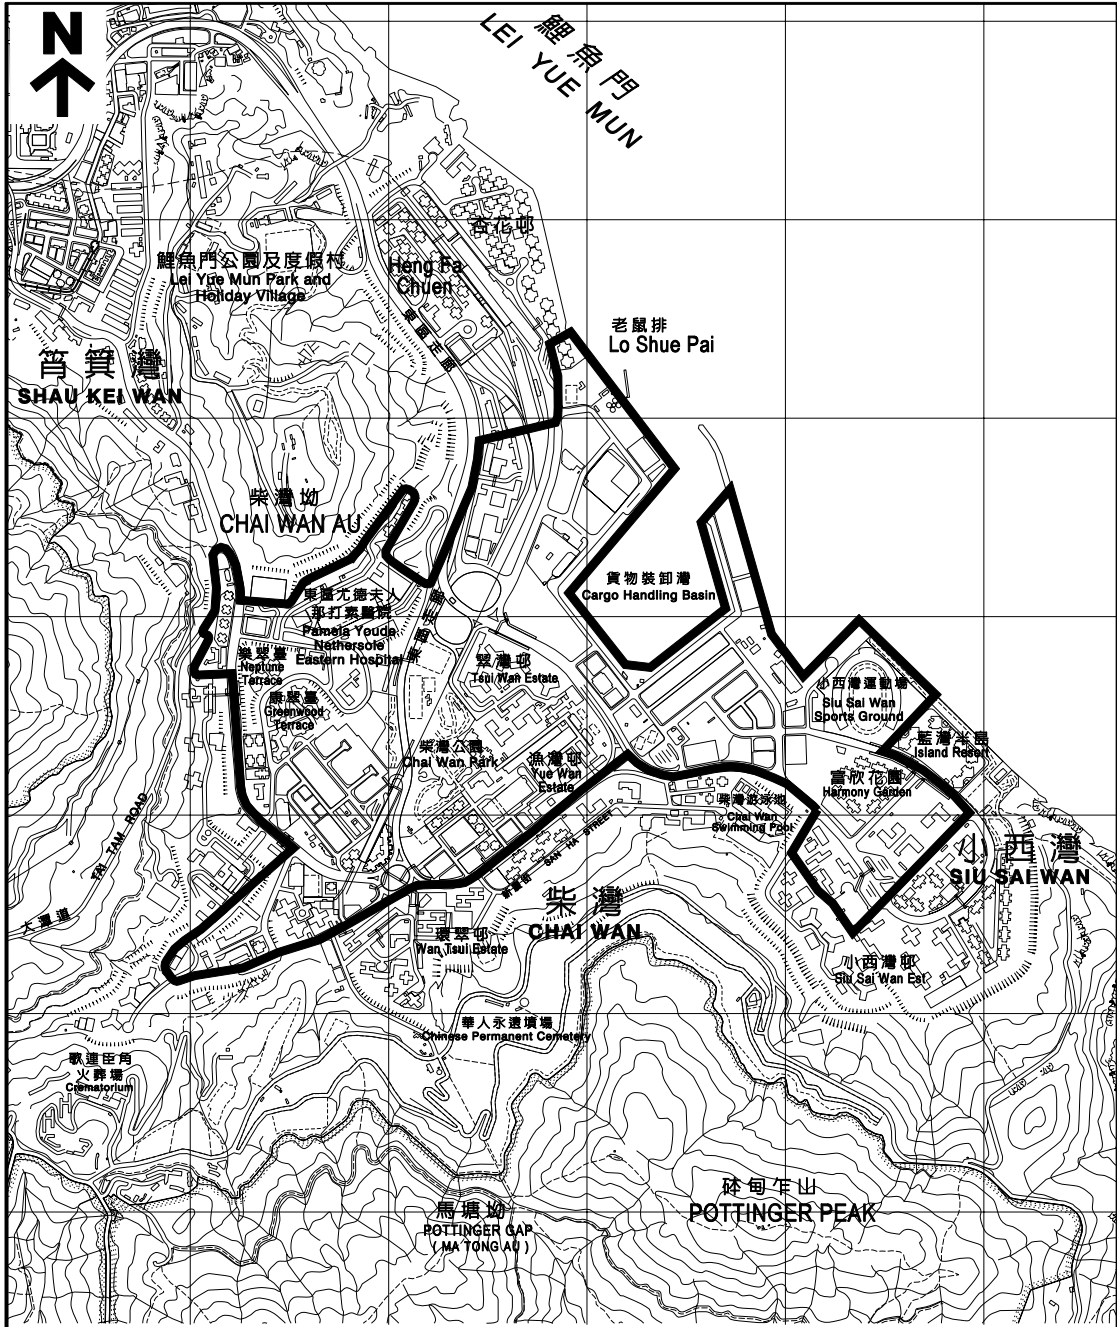 N
鯉魚門
LEI YUE MUN
杏花邨
Heng Fa
Chuen
鯉魚門公園及度假村
Lei Yue Mun Park and
Holiday Village
東區走廊
老鼠排
Lo Shue Pai
筲箕灣
SHAU KEI WAN
柴灣坳
CHAI WAN AU
貨物裝卸灣
Cargo Handling Basin
東區尤德夫人
那打素醫院
Pamela Youde
Nethersole
Eastern Hospital
東區走廊
樂翠臺
Neptune
Terrace
翠灣邨
Tsui Wan Estate
康翠臺
Greenwood
Terrace
小西灣運動場
Siu Sai Wan
Sports Ground
藍灣半島
Island Resort
柴灣公園
Chai Wan Park
漁灣邨
Yue Wan
Estate
富欣花園
Harmony Garden
柴灣游泳池
Chai Wan
Swimming Pool
TAI TAM ROAD
大潭道
新廈街 SAN HA STREET
小西灣
SIU SAI WAN
柴灣
CHAI WAN
環翠邨
Wan Tsui Estate
小西灣邨
Siu Sai Wan Est
華人永遠墳場
Chinese Permanent Cemetery
歌連臣角
火葬場
Crematorium
砵甸乍山
POTTINGER PEAK
馬塘坳
POTTINGER GAP
( MA TONG AU )